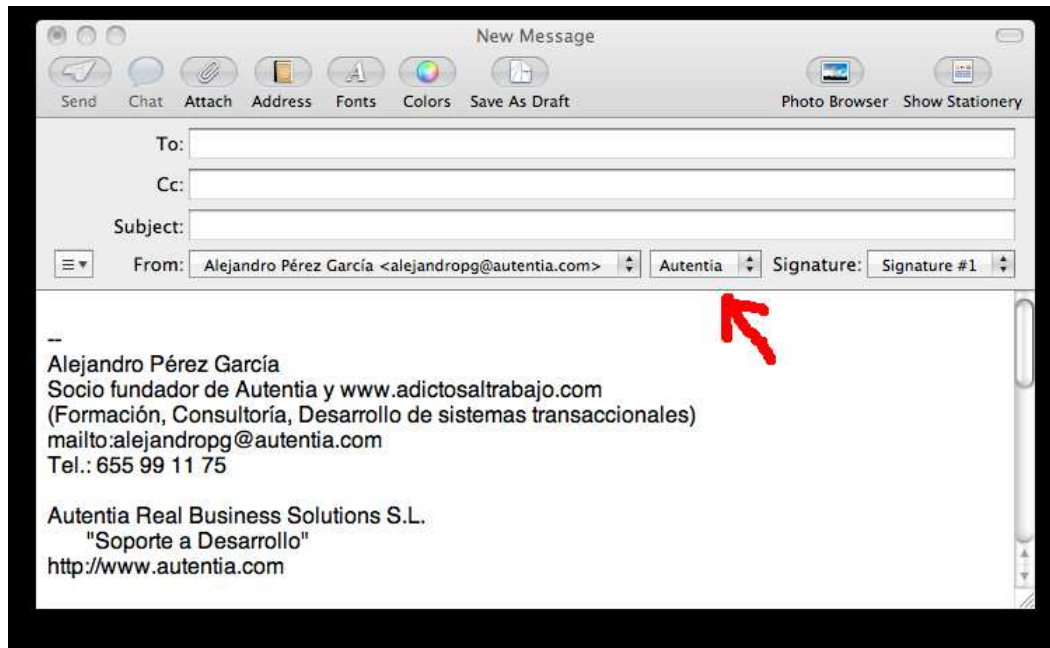 New Message
Send Chat Attach Address Fonts Colors Save As Draft Photo Browser Show Stationery
To:
Cc:
Subject:
From: Alejandro Pérez García <alejandropg@autentia.com> Autentia Signature: Signature #1
--
Alejandro Pérez García
Socio fundador de Autentia y www.adictosaltrabajo.com
(Formación, Consultoría, Desarrollo de sistemas transaccionales)
mailto:alejandropg@autentia.com
Tel.: 655 99 11 75
Autentia Real Business Solutions S.L.
"Soporte a Desarrollo"
http://www.autentia.com